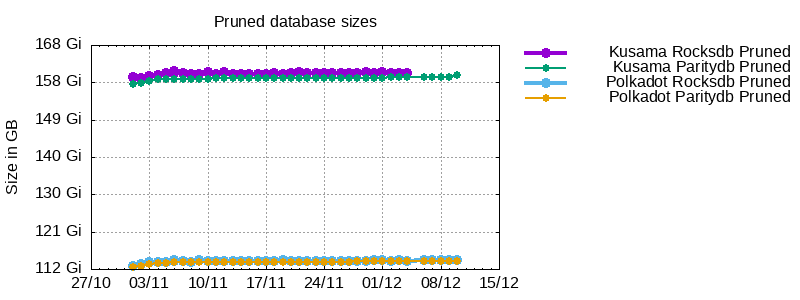 Pruned database sizes
168 Gi
158 Gi
149 Gi
140 Gi
130 Gi
121 Gi
112 Gi
Size in GB
27/10 03/11 10/11 17/11 24/11 01/12 08/12 15/12
Kusama Rocksdb Pruned
Kusama Paritydb Pruned
Polkadot Rocksdb Pruned
Polkadot Paritydb Pruned